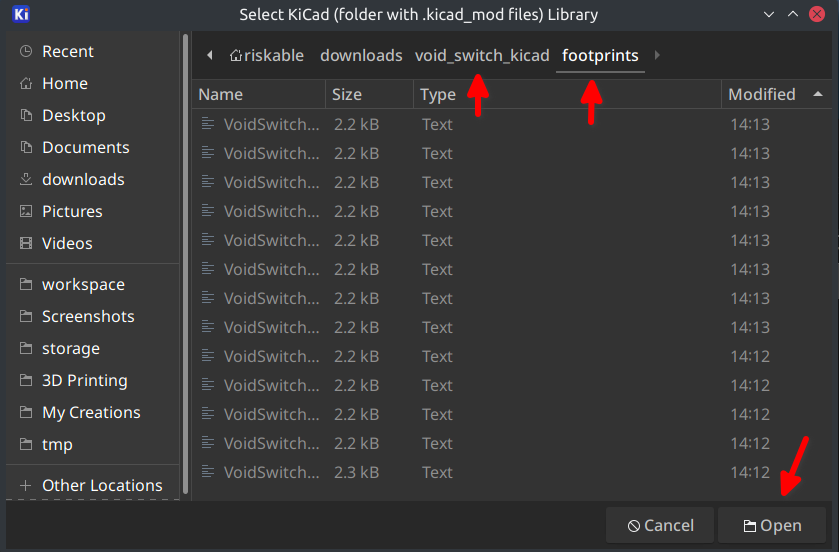 Ki Select KiCad (folder with .kicad_mod files) Library
Recent
Home
Desktop
Documents
downloads
Pictures
Videos
workspace
Screenshots
storage
3D Printing
My Creations
tmp
Other Locations
riskable downloads void_switch_kicad footprints
Name Size Type Modified
VoidSwitch... 2.2 kB Text 14:13
VoidSwitch... 2.2 kB Text 14:13
VoidSwitch... 2.2 kB Text 14:13
VoidSwitch... 2.2 kB Text 14:13
VoidSwitch... 2.2 kB Text 14:13
VoidSwitch... 2.2 kB Text 14:13
VoidSwitch... 2.2 kB Text 14:13
VoidSwitch... 2.2 kB Text 14:13
VoidSwitch... 2.2 kB Text 14:12
VoidSwitch... 2.2 kB Text 14:12
VoidSwitch... 2.2 kB Text 14:12
VoidSwitch... 2.2 kB Text 14:12
VoidSwitch... 2.3 kB Text 14:12
Cancel Open